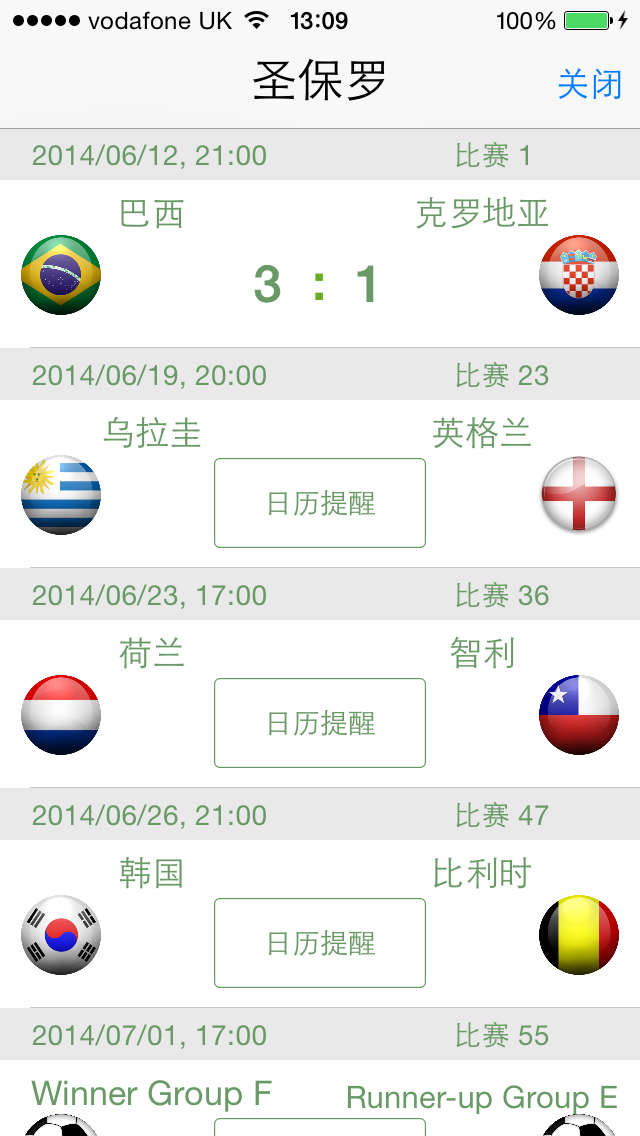 vodafone UK 13:09 100%
圣保罗 关闭
2014/06/12, 21:00 比赛 1
巴西 克罗地亚
3 : 1
2014/06/19, 20:00 比赛 23
乌拉圭 英格兰
日历提醒
2014/06/23, 17:00 比赛 36
荷兰 智利
日历提醒
2014/06/26, 21:00 比赛 47
韩国 比利时
日历提醒
2014/07/01, 17:00 比赛 55
Winner Group F Runner-up Group E